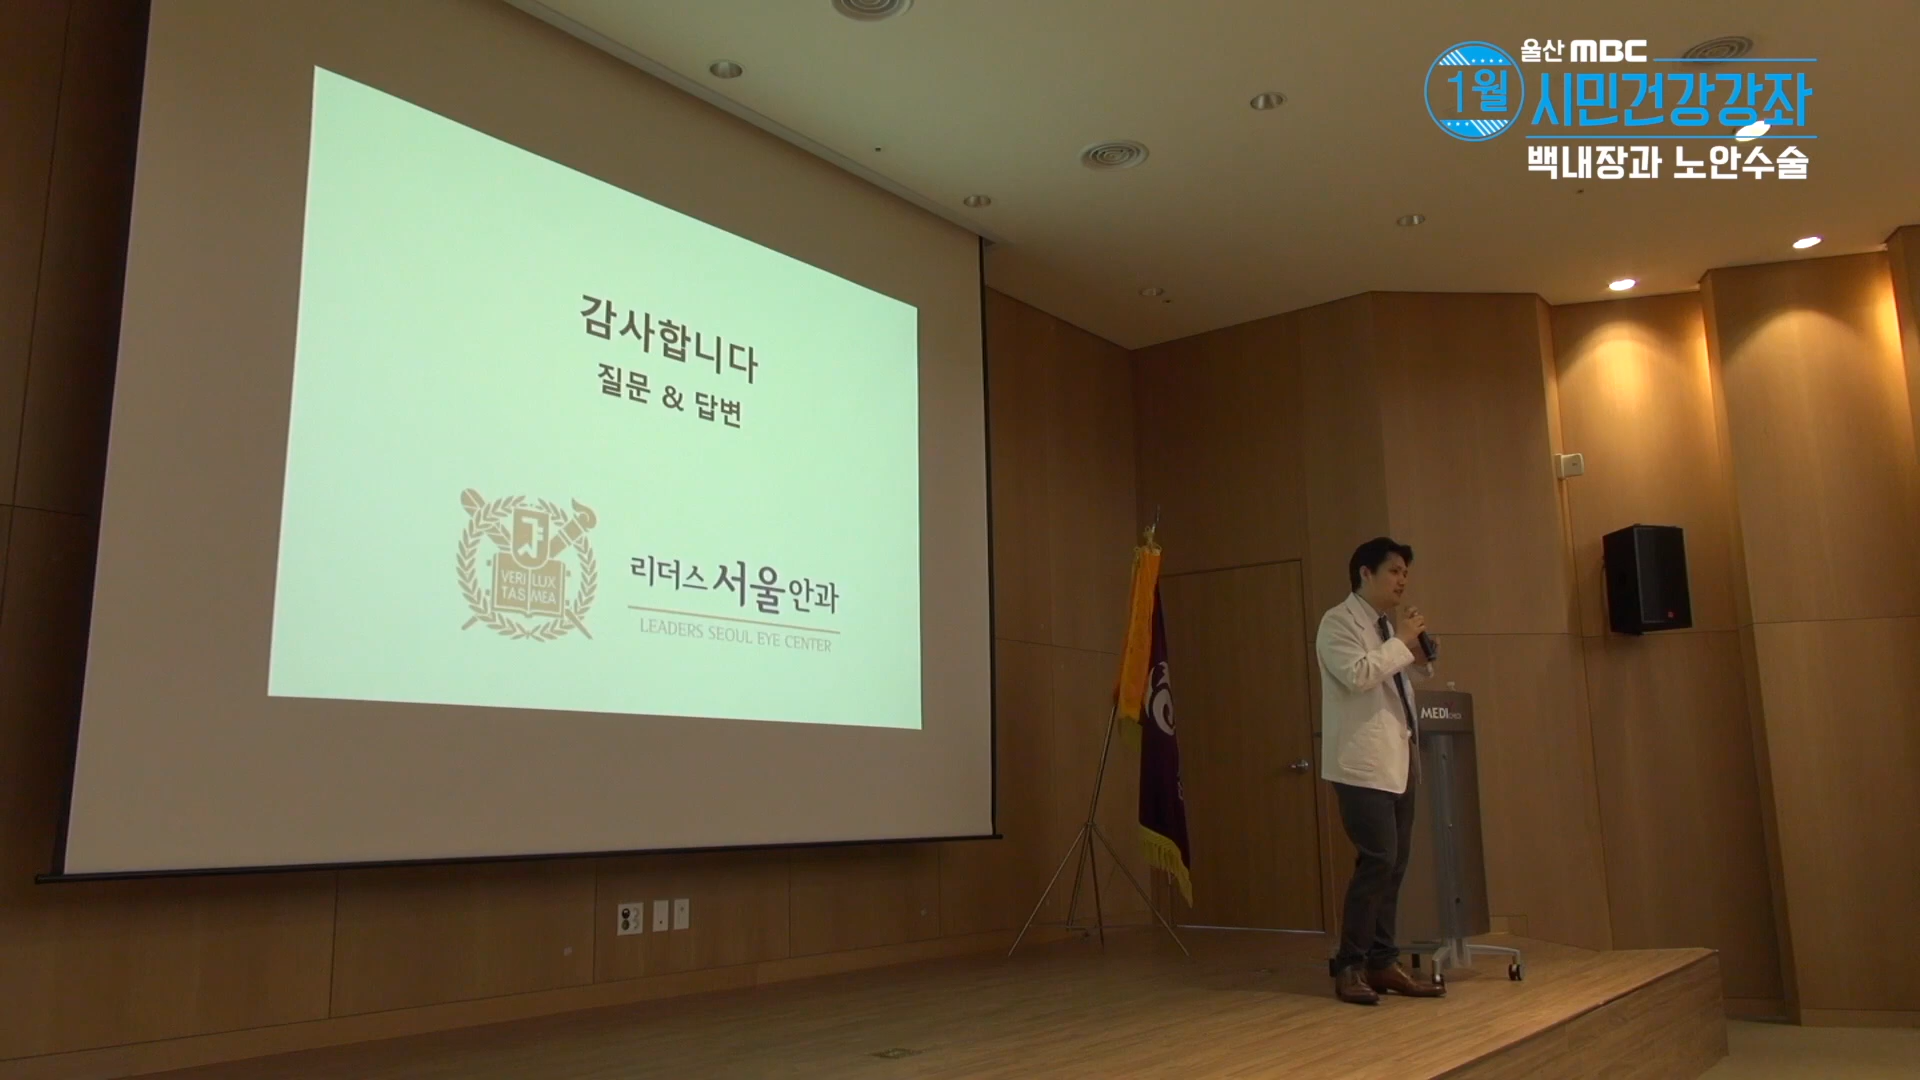 울산 MBC
1월 시민건강강좌
백내장과 노안수술
감사합니다
질문 & 답변
VERI LUX
TAS MEA
리더스서울안과
LEADERS SEOUL EYE CENTER
MEDI